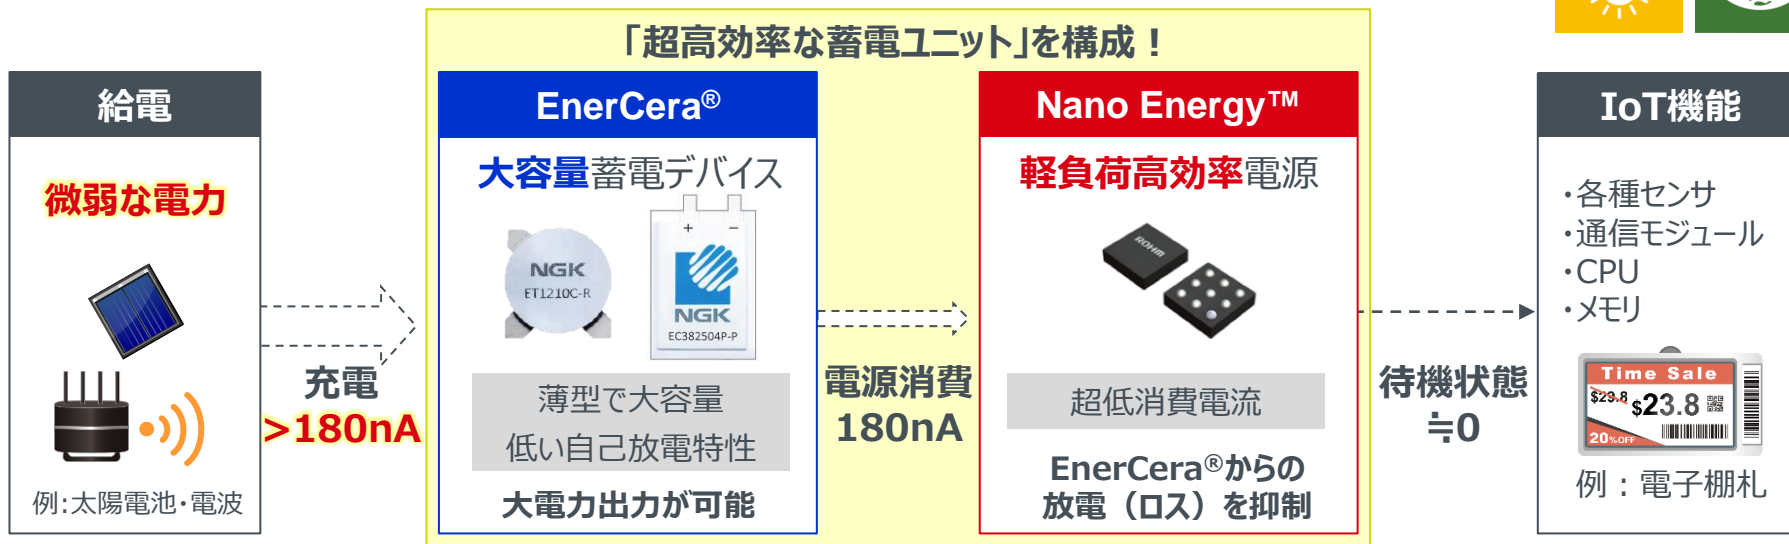 「超高効率な蓄電ユニット」を構成！
給電
微弱な電力
例:太陽電池・電波
充電
>180nA
EnerCera®
大容量蓄電デバイス
NGK
ET1210C-R
+ −
NGK
EC382504P-P
薄型で大容量
低い自己放電特性
大電力出力が可能
電源消費
180nA
Nano Energy™
軽負荷高効率電源
ROHM
超低消費電流
EnerCera®からの
放電（ロス）を抑制
待機状態
≒0
IoT機能
・各種センサ
・通信モジュール
・CPU
・メモリ
Time Sale
$29.8 $23.8
20%OFF
例：電子棚札